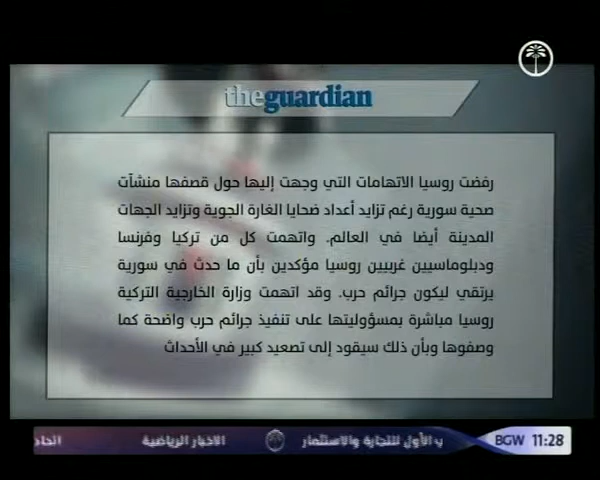 theguardian
رفضت روسيا الاتهامات التي وجهت إليها حول قصفها منشآت
صحية سورية رغم تزايد أعداد ضحايا الغارة الجوية وتزايد الجهات
المدينة أيضا في العالم. واتهمت كل من تركيا وفرنسا
ودبلوماسيين غربيين روسيا مؤكدين بأن ما حدث في سورية
يرتقي ليكون جرائم حرب. وقد اتهمت وزارة الخارجية التركية
روسيا مباشرة بمسؤوليتها على تنفيذ جرائم حرب واضحة كما
وصفوها وبأن ذلك سيقود إلى تصعيد كبير في الأحداث
BGW 11:28
ب الأول للتجارة والاستثمار الاخبار الرياضية اتحاد